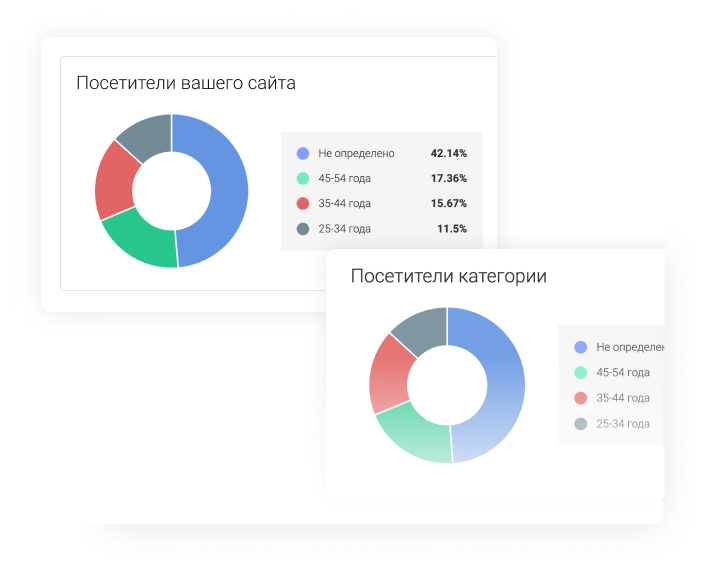 Посетители вашего сайта
Не определено 42.14%
45-54 года 17.36%
35-44 года 15.67%
25-34 года 11.5%
Посетители категории
Не определен
45-54 года
35-44 года
25-34 года